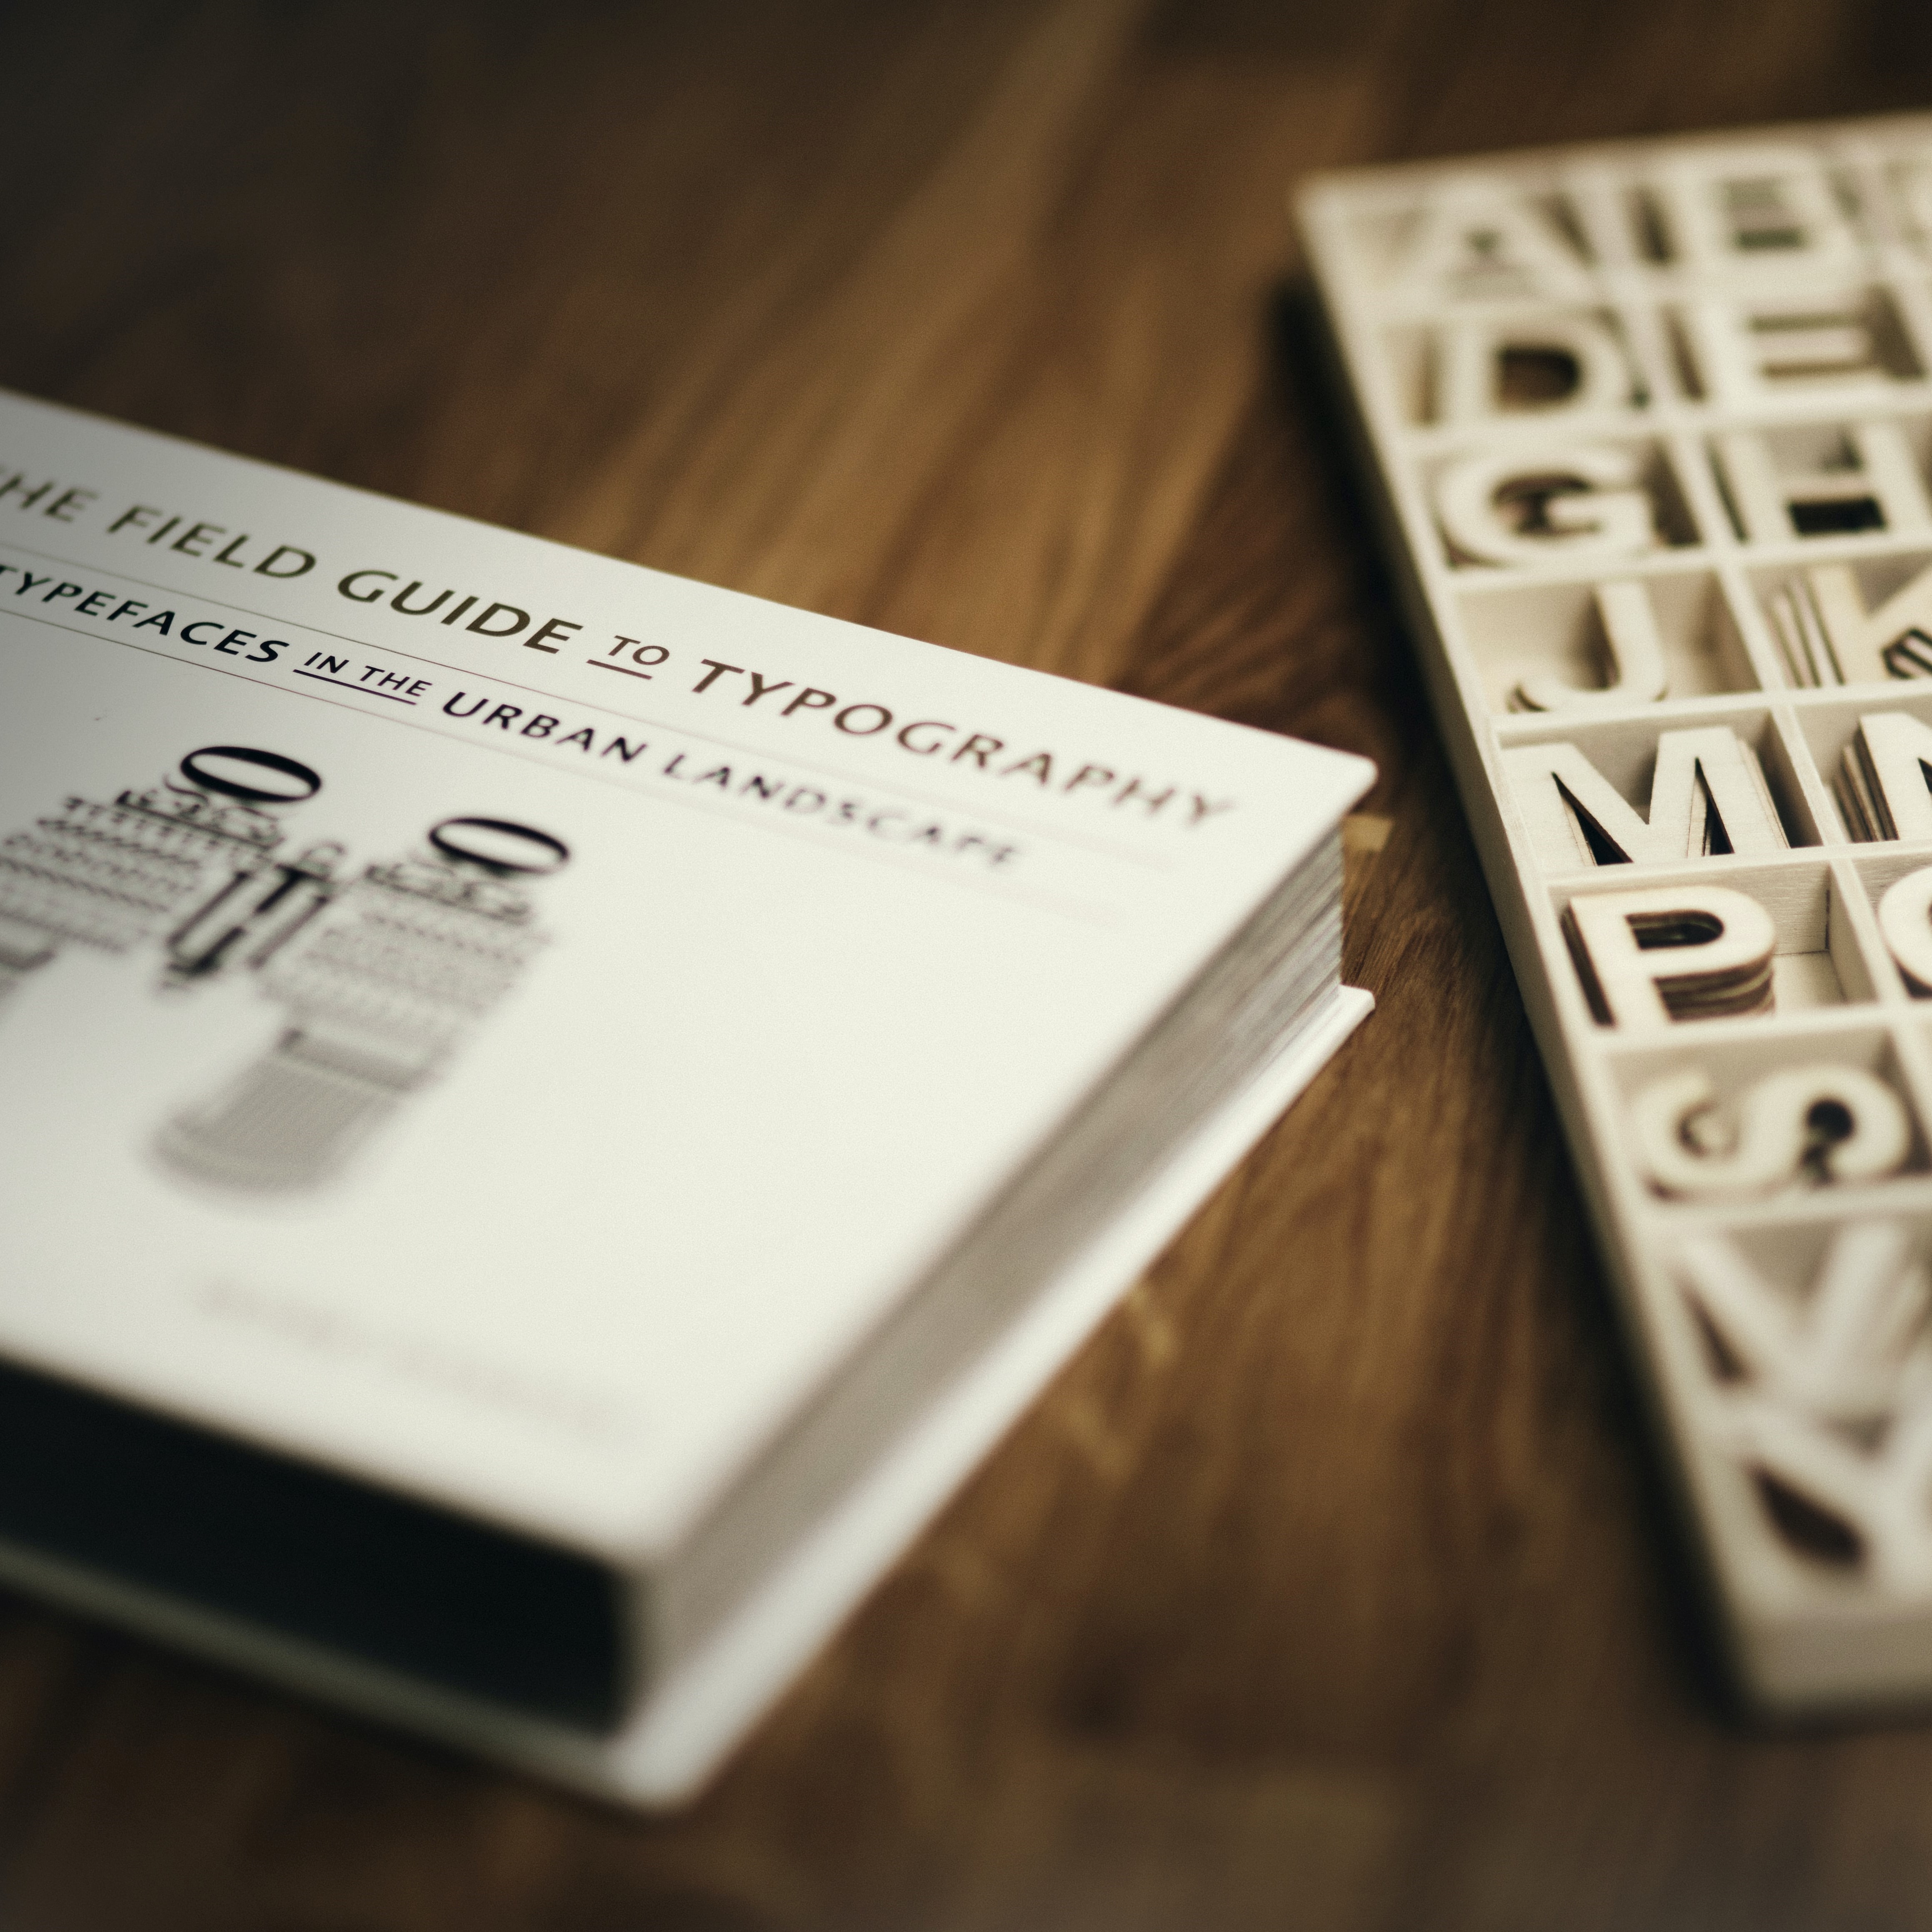 HE FIELD GUIDE TO TYPOGRAPHY
TYPEFACES IN THE URBAN LANDSCAPE
A B
D E
G H
J K
M N
P
S
V
Y